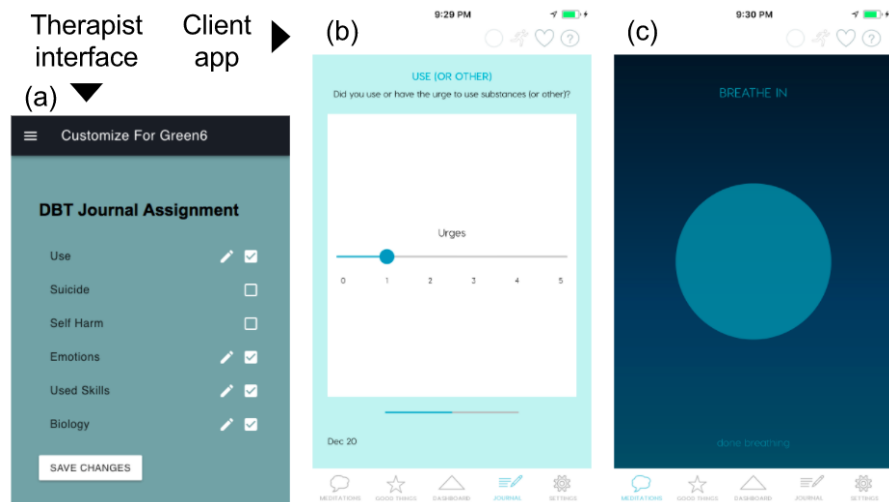 Therapist
interface
Client
app
(a)
Customize For Green6
DBT Journal Assignment
Use
Suicide
Self Harm
Emotions
Used Skills
Biology
SAVE CHANGES
(b)
9:29 PM
?
USE (OR OTHER)
Did you use or have the urge to use substances (or other)?
Urges
0 1 2 3 4 5
Dec 20
MEDITATIONS GOOD THINGS DASHBOARD JOURNAL SETTINGS
(c)
9:30 PM
?
BREATHE IN
done breathing
MEDITATIONS GOOD THINGS DASHBOARD JOURNAL SETTINGS